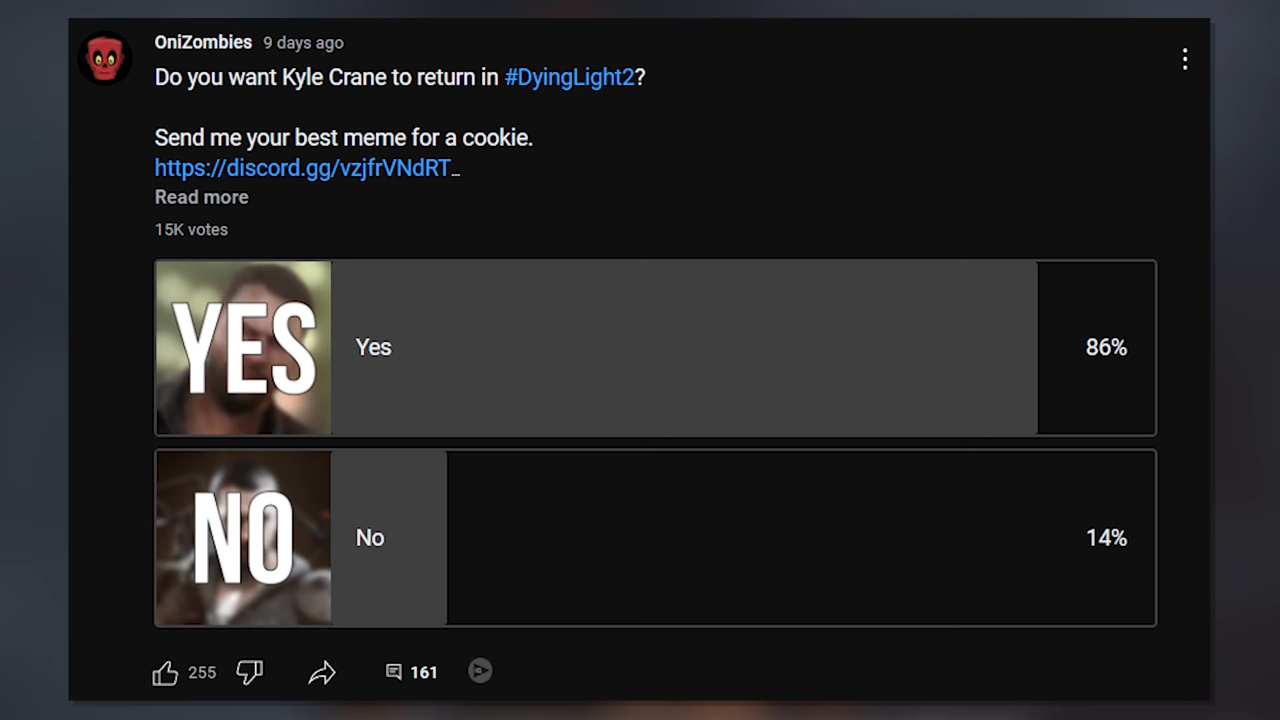 OniZombies 9 days ago
Do you want Kyle Crane to return in #DyingLight2?
Send me your best meme for a cookie.
https://discord.gg/vzjfrVNdRT...
Read more
15K votes
YES Yes 86%
NO No 14%
255 161